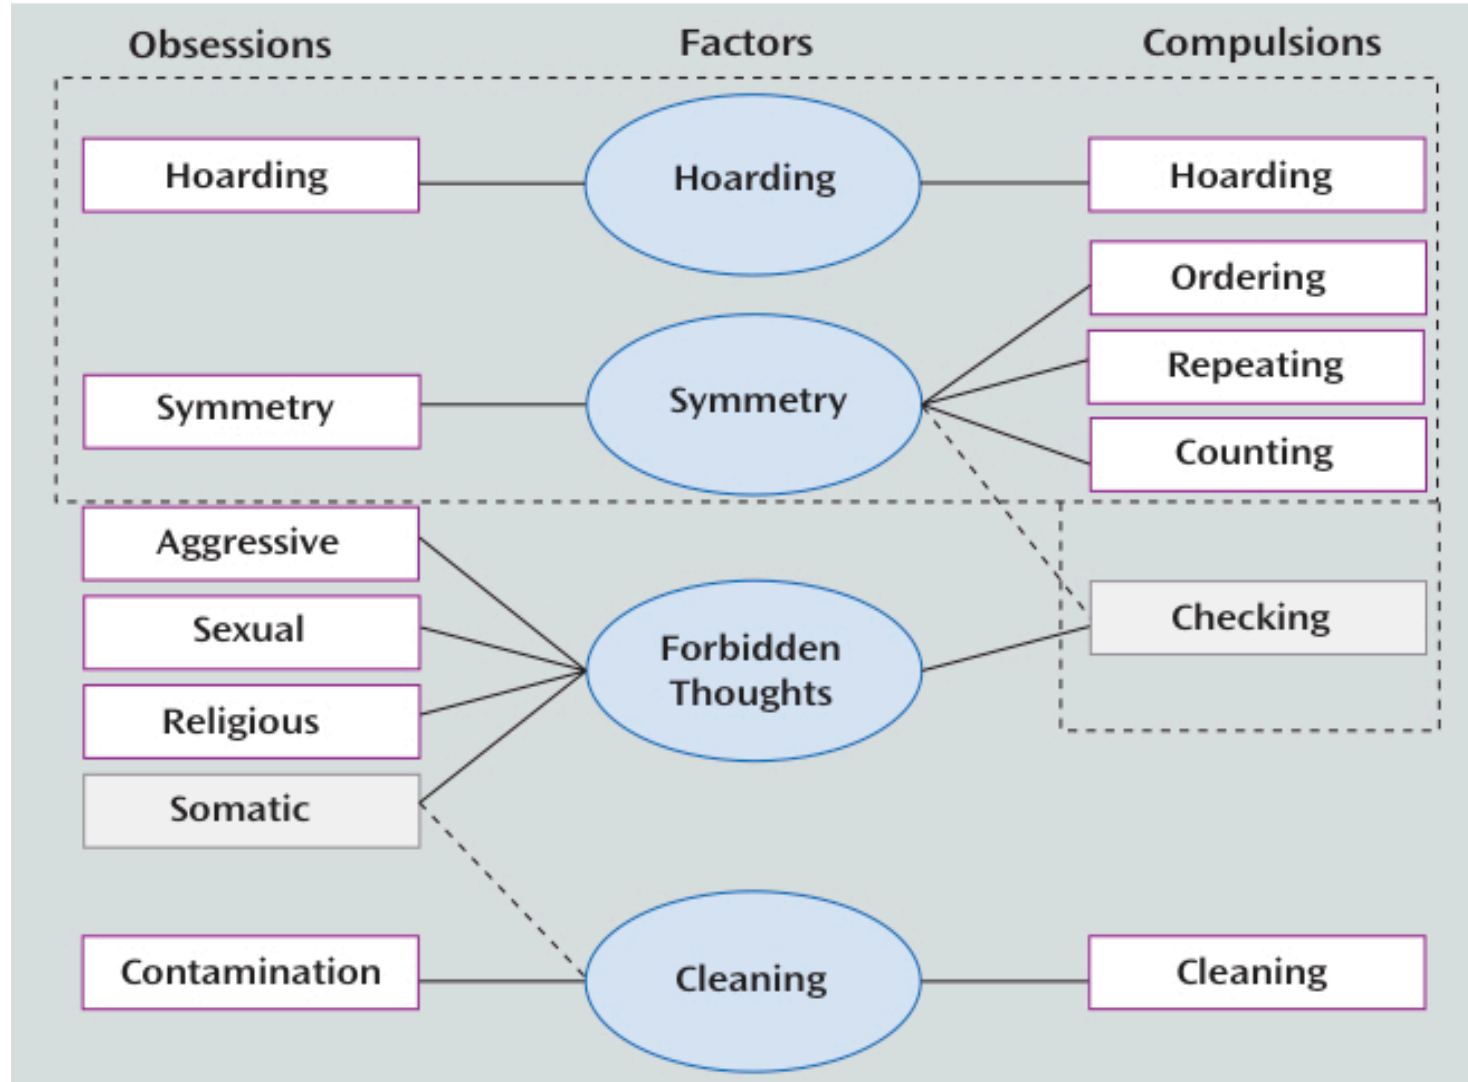 Obsessions
Factors
Compulsions
Hoarding
Hoarding
Hoarding
Ordering
Symmetry
Symmetry
Repeating
Counting
Aggressive
Sexual
Religious
Somatic
Forbidden
Thoughts
Checking
Contamination
Cleaning
Cleaning